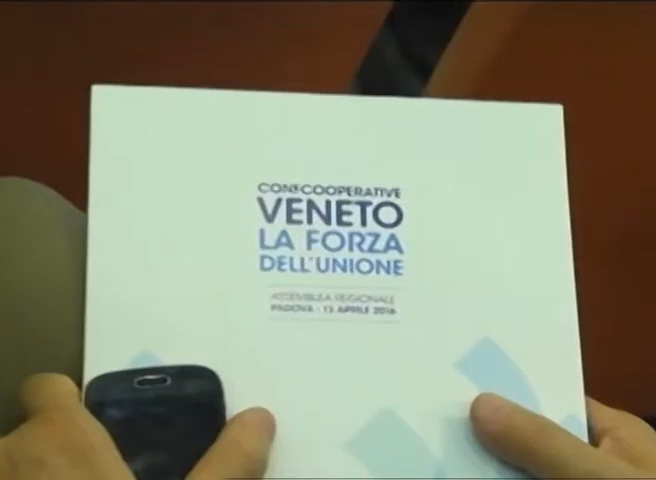 CONFCOOPERATIVE
VENETO
LA FORZA
DELL'UNIONE
ASSEMBLEA REGIONALE
PADOVA - 13 APRILE 2016